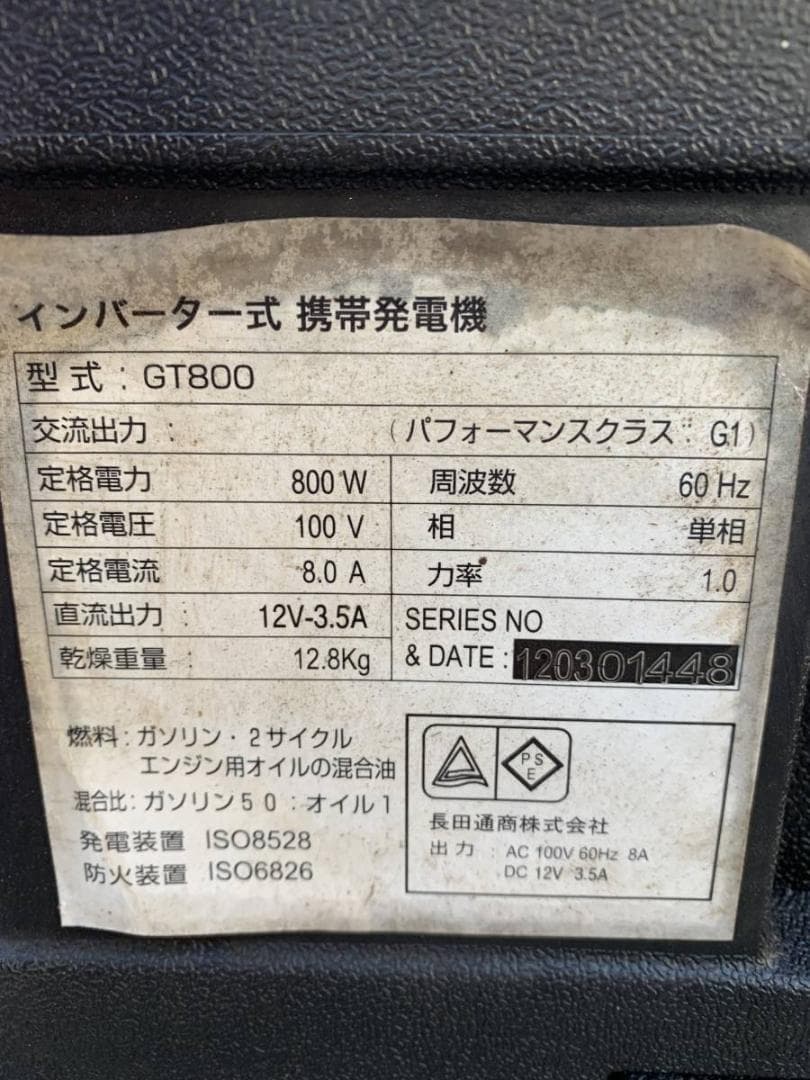 インバーター式 携帯発電機
型式：GT800
交流出力：（パフォーマンスクラス：G1）
定格電力 800 W 周波数 60 Hz
定格電圧 100 V 相 単相
定格電流 8.0 A 力率 1.0
直流出力：12V-3.5A SERIES NO
乾燥重量：12.8Kg & DATE：120301448
燃料：ガソリン・2サイクル
エンジン用オイルの混合油
混合比：ガソリン50：オイル1
発電装置 ISO8528
防火装置 ISO6826
PSE
長田通商株式会社
出力：AC 100V 60Hz 8A
DC 12V 3.5A